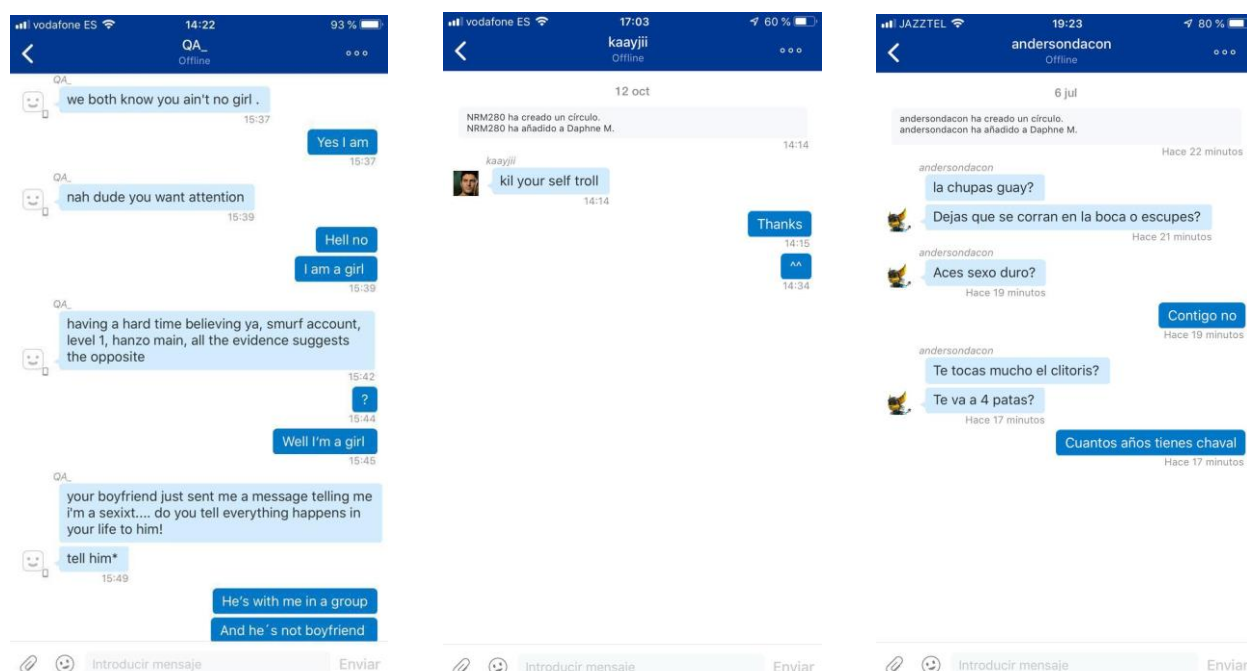 vodafone ES
14:22
93 %
QA_
Offline
QA_
we both know you ain't no girl .
15:37
Yes I am
15:37
QA_
nah dude you want attention
15:39
Hell no
I am a girl
15:39
QA_
having a hard time believing ya, smurf account,
level 1, hanzo main, all the evidence suggests
the opposite
15:42
?
15:44
Well I'm a girl
15:45
QA_
your boyfriend just sent me a message telling me
i'm a sexixt.... do you tell everything happens in
your life to him!
tell him*
15:49
He's with me in a group
And he´s not boyfriend
Introducir mensaje
Enviar
vodafone ES
17:03
60 %
kaayjii
Offline
12 oct
NRM280 ha creado un círculo.
NRM280 ha añadido a Daphne M.
14:14
kaayjii
kil your self troll
14:14
Thanks
14:15
^^
14:34
Introducir mensaje
Enviar
JAZZTEL
19:23
80 %
andersondacon
Offline
6 jul
andersondacon ha creado un círculo.
andersondacon ha añadido a Daphne M.
Hace 22 minutos
andersondacon
la chupas guay?
Dejas que se corran en la boca o escupes?
Hace 21 minutos
andersondacon
Aces sexo duro?
Hace 19 minutos
Contigo no
Hace 19 minutos
andersondacon
Te tocas mucho el clitoris?
Te va a 4 patas?
Hace 17 minutos
Cuantos años tienes chaval
Hace 17 minutos
Introducir mensaje
Enviar